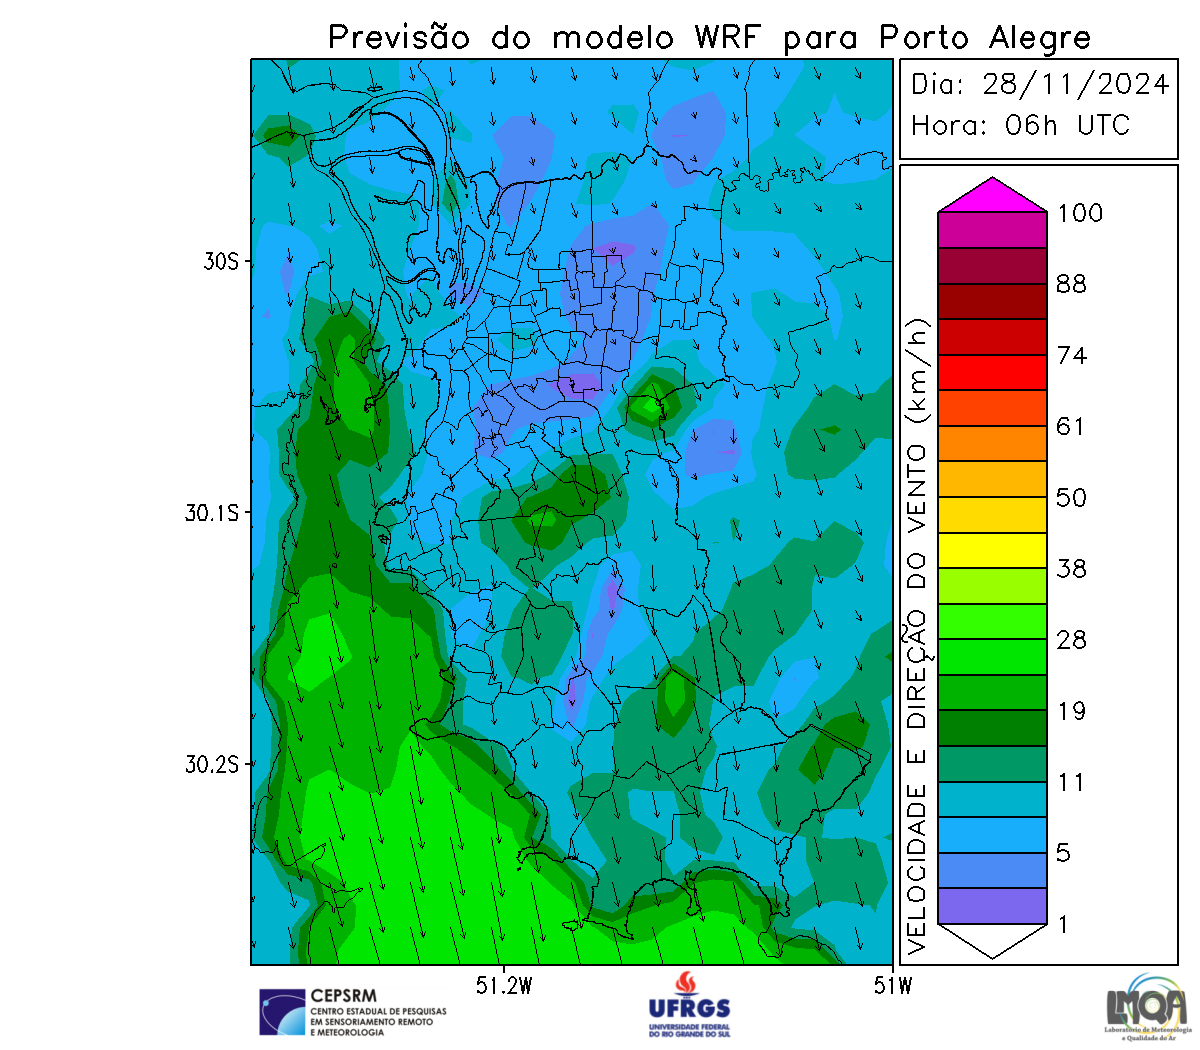 Previsão do modelo WRF para Porto Alegre
Dia: 28/11/2024
Hora: 06h UTC
30S
30.1S
30.2S
51.2W
51W
VELOCIDADE E DIREÇÃO DO VENTO (km/h)
100
88
74
61
50
38
28
19
11
5
1
CEPSRM
CENTRO ESTADUAL DE PESQUISAS
EM SENSORIAMENTO REMOTO
E METEOROLOGIA
UFRGS
UNIVERSIDADE FEDERAL
DO RIO GRANDE DO SUL
LMQA
Laboratório de Meteorologia
e Qualidade do Ar